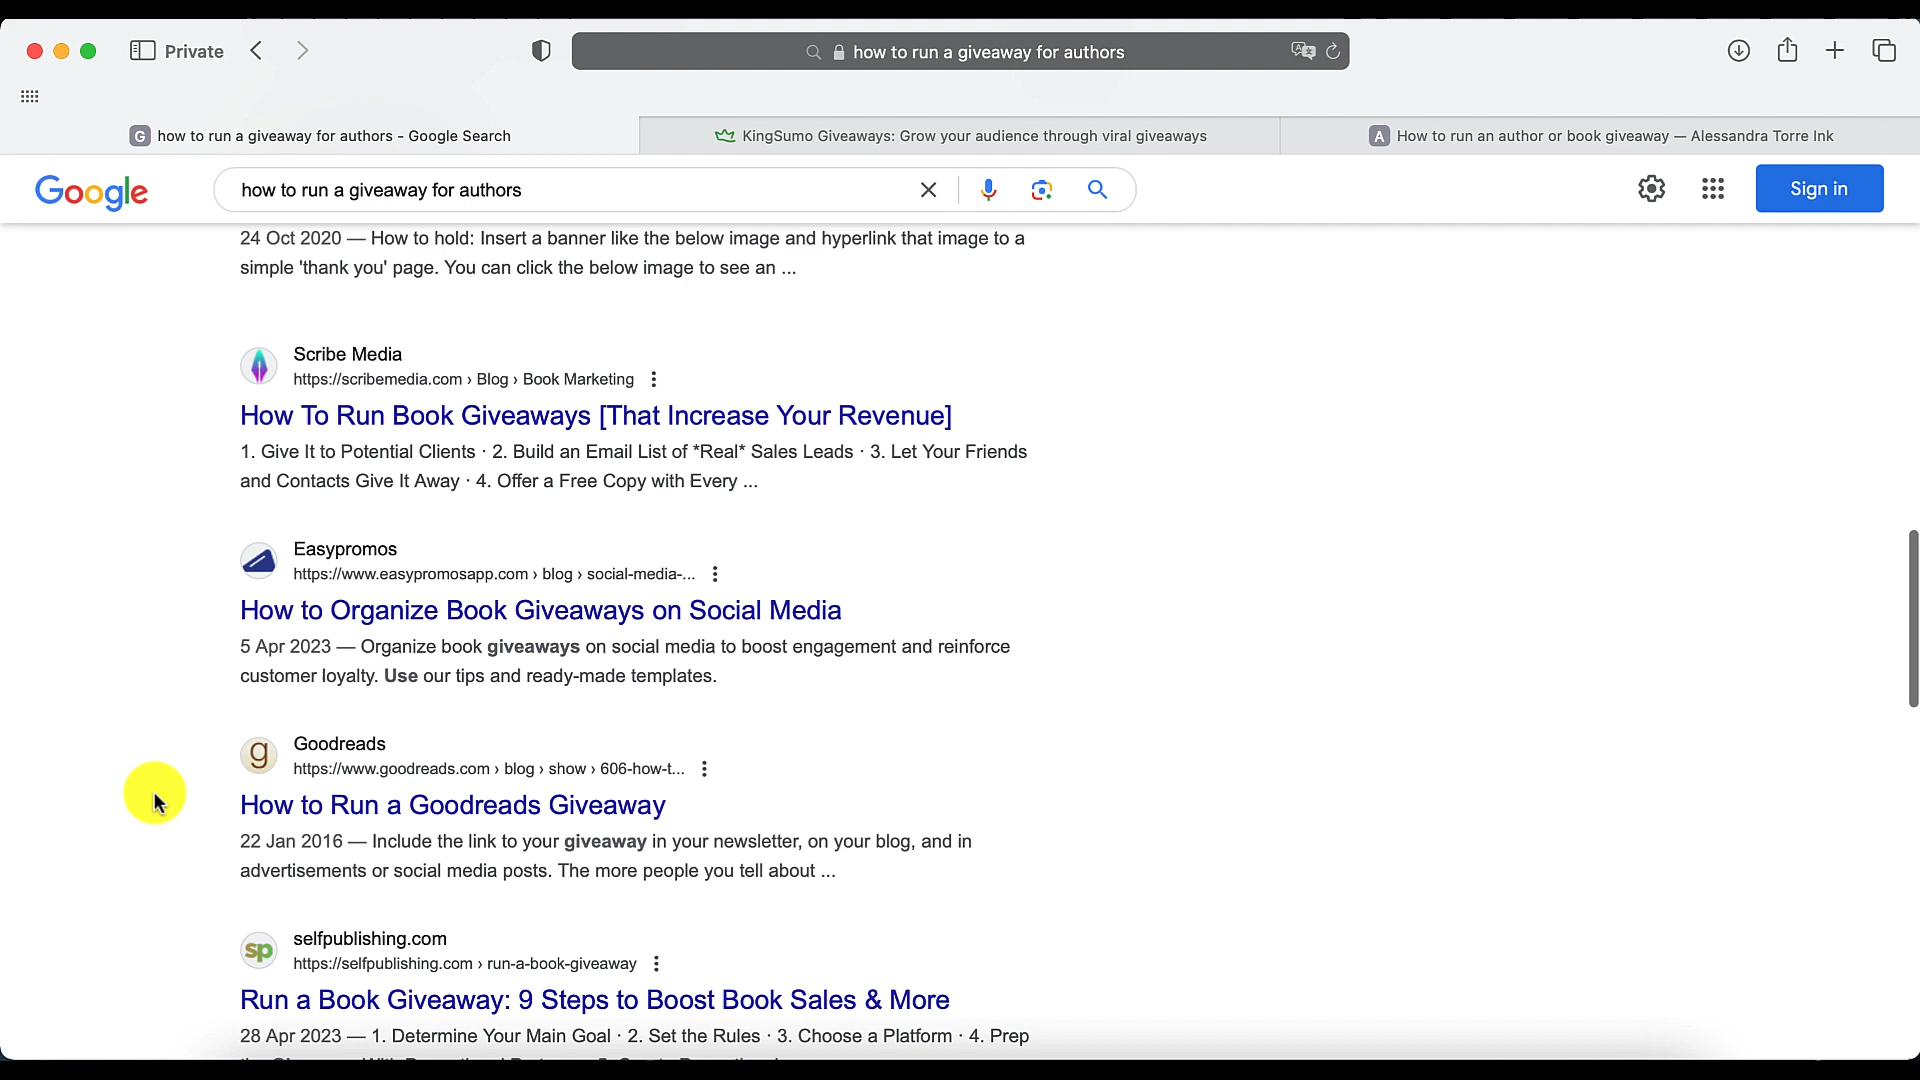 Private
how to run a giveaway for authors
G how to run a giveaway for authors - Google Search
KingSumo Giveaways: Grow your audience through viral giveaways
A How to run an author or book giveaway — Alessandra Torre Ink
Google
how to run a giveaway for authors
Sign in
24 Oct 2020 — How to hold: Insert a banner like the below image and hyperlink that image to a
simple 'thank you' page. You can click the below image to see an ...
Scribe Media
https://scribemedia.com › Blog › Book Marketing
How To Run Book Giveaways [That Increase Your Revenue]
1. Give It to Potential Clients · 2. Build an Email List of *Real* Sales Leads · 3. Let Your Friends
and Contacts Give It Away · 4. Offer a Free Copy with Every ...
Easypromos
https://www.easypromosapp.com › blog › social-media-...
How to Organize Book Giveaways on Social Media
5 Apr 2023 — Organize book giveaways on social media to boost engagement and reinforce
customer loyalty. Use our tips and ready-made templates.
g
Goodreads
https://www.goodreads.com › blog › show › 606-how-t...
How to Run a Goodreads Giveaway
22 Jan 2016 — Include the link to your giveaway in your newsletter, on your blog, and in
advertisements or social media posts. The more people you tell about ...
sp
selfpublishing.com
https://selfpublishing.com › run-a-book-giveaway
Run a Book Giveaway: 9 Steps to Boost Book Sales & More
28 Apr 2023 — 1. Determine Your Main Goal · 2. Set the Rules · 3. Choose a Platform · 4. Prep